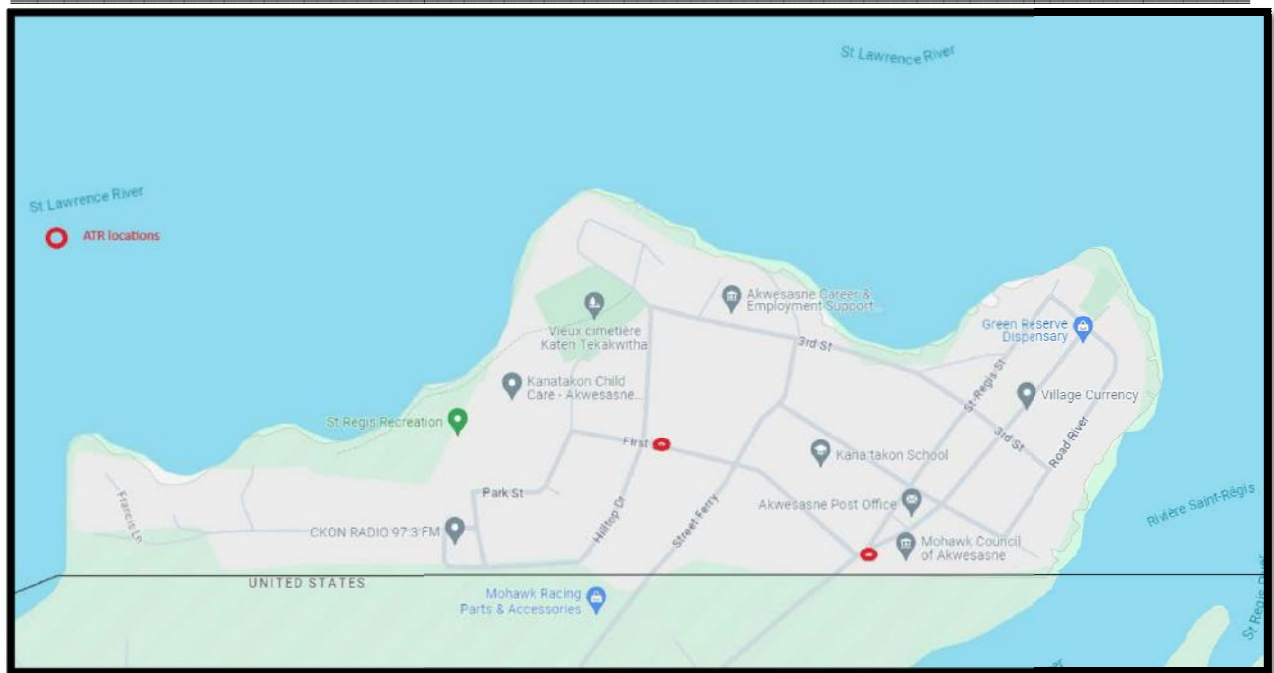 St Lawrence River
St Lawrence River
ATR locations
Akwesasne Career &
Employment Support...
Vieux cimetière
Kateri Tekakwitha
Green Reserve
Dispensary
3rd St
St-Regis St
Kanatakon Child
Care - Akwesasne...
Village Currency
St Regis Recreation
First
3rd St
Road River
Kana:takon School
Park St
Akwesasne Post Office
Francis Ln
CKON RADIO 97.3 FM
Hilltop Dr
Street Ferry
Rivière Saint-Régis
Mohawk Council
of Akwesasne
UNITED STATES
Mohawk Racing
Parts & Accessories
St Regis River